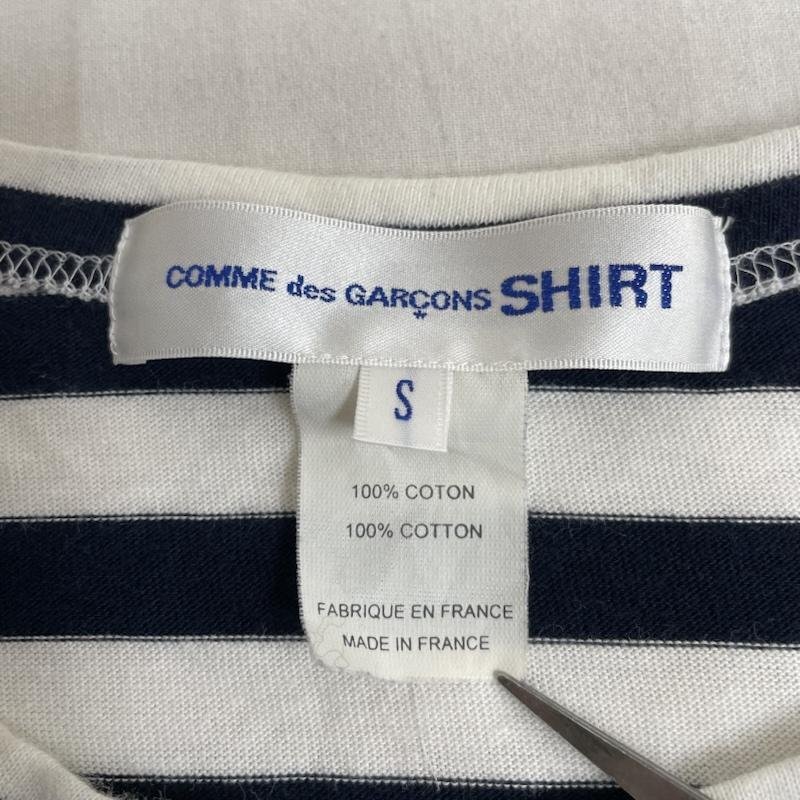 COMME des GARÇONS SHIRT
S
100% COTON
100% COTTON
FABRIQUE EN FRANCE
MADE IN FRANCE